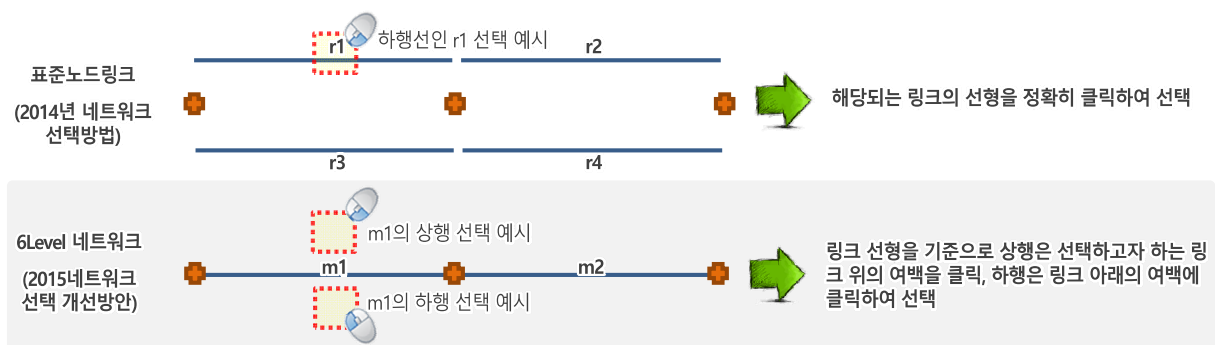 r1
하행선인 r1 선택 예시
r2
표준노드링크
(2014년 네트워크
선택방법)
해당되는 링크의 선형을 정확히 클릭하여 선택
r3
r4
6Level 네트워크
(2015네트워크
선택 개선방안)
m1의 상행 선택 예시
m1
m2
m1의 하행 선택 예시
링크 선형을 기준으로 상행은 선택하고자 하는 링
크 위의 여백을 클릭, 하행은 링크 아래의 여백에
클릭하여 선택